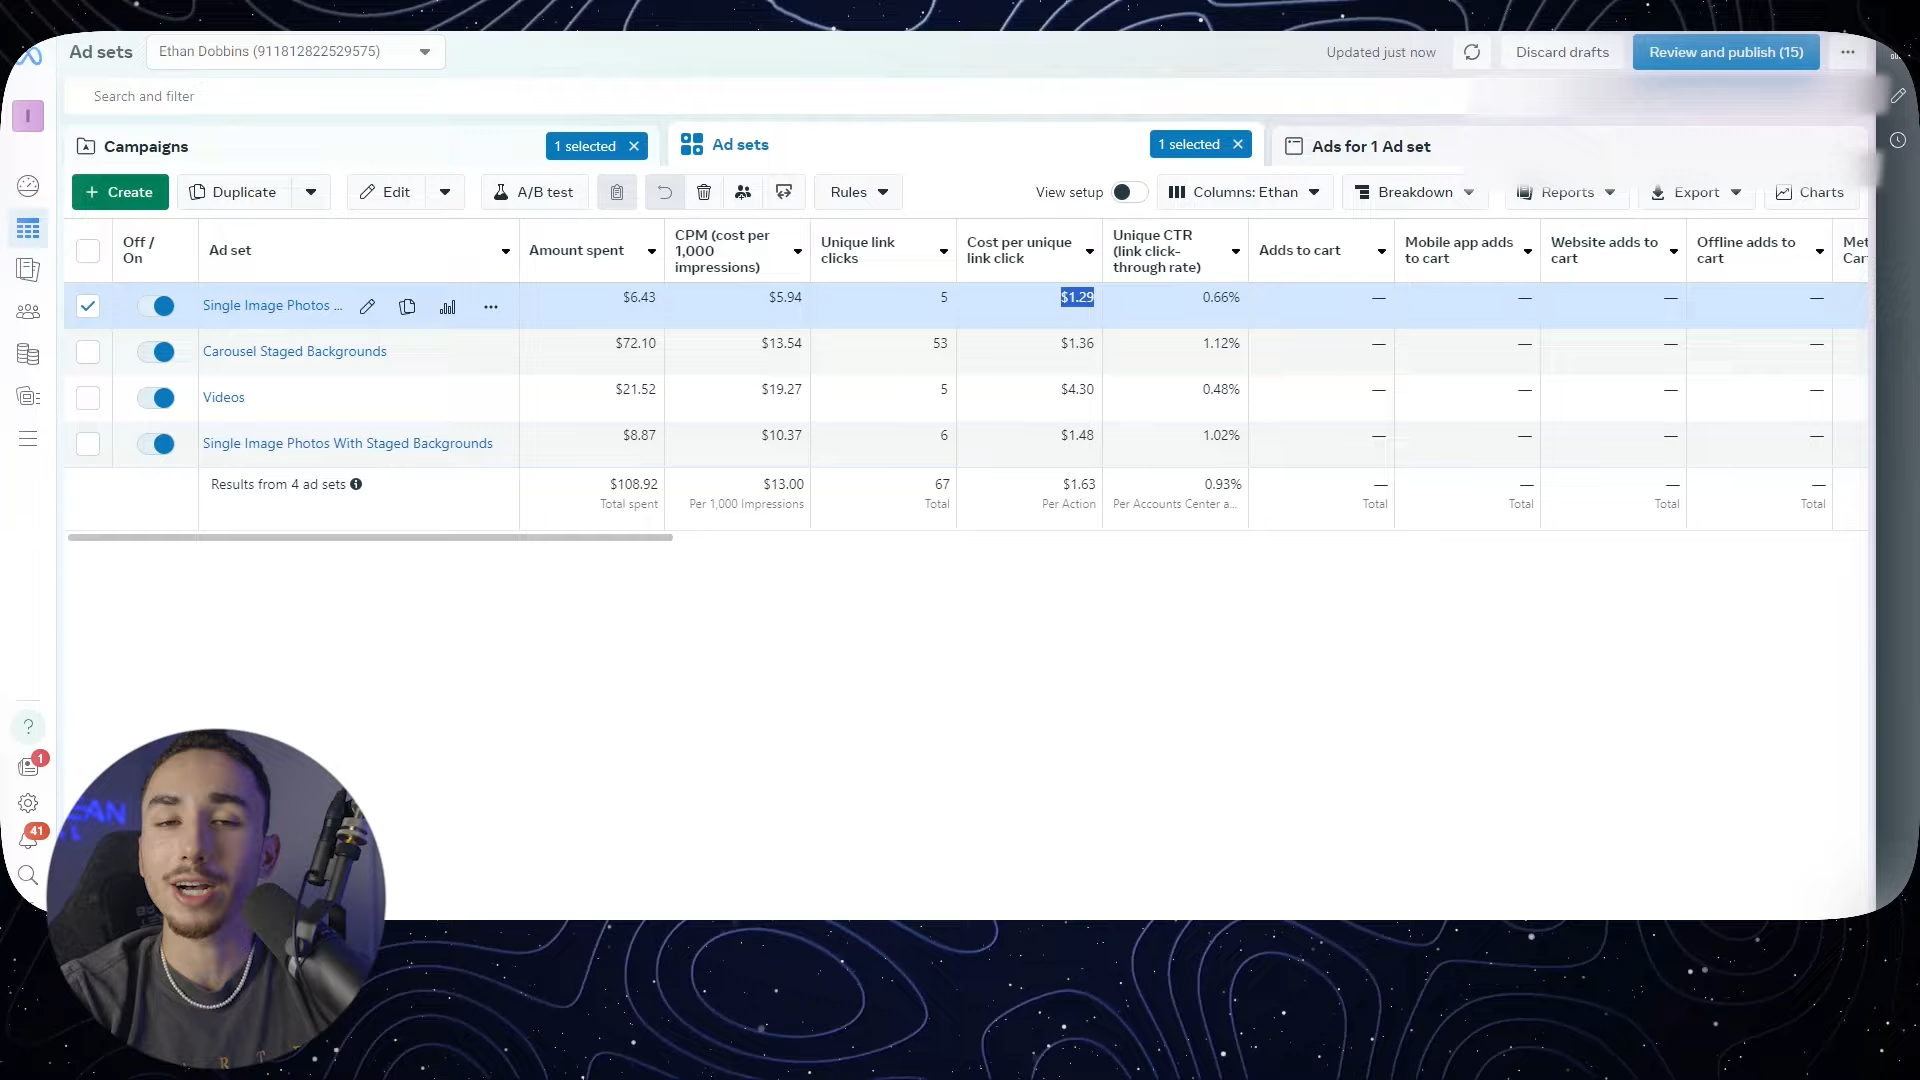 Ad sets
Ethan Dobbins (911812822529575)
Updated just now
Discard drafts
Review and publish (15)
Search and filter
I
Campaigns
1 selected
Ad sets
1 selected
Ads for 1 Ad set
+ Create
Duplicate
Edit
A/B test
Rules
View setup
Columns: Ethan
Breakdown
Reports
Export
Charts
Off / On
Ad set
Amount spent
CPM (cost per 1,000 impressions)
Unique link clicks
Cost per unique link click
Unique CTR (link click-through rate)
Adds to cart
Mobile app adds to cart
Website adds to cart
Offline adds to cart
Met
Car
Single Image Photos ...
$6.43
$5.94
5
$1.29
0.66%
—
—
—
—
Carousel Staged Backgrounds
$72.10
$13.54
53
$1.36
1.12%
—
—
—
—
Videos
$21.52
$19.27
5
$4.30
0.48%
—
—
—
—
Single Image Photos With Staged Backgrounds
$8.87
$10.37
6
$1.48
1.02%
—
—
—
—
Results from 4 ad sets
$108.92
Total spent
$13.00
Per 1,000 Impressions
67
Total
$1.63
Per Action
0.93%
Per Accounts Center a...
—
Total
—
Total
—
Total
—
Total
?
1
41